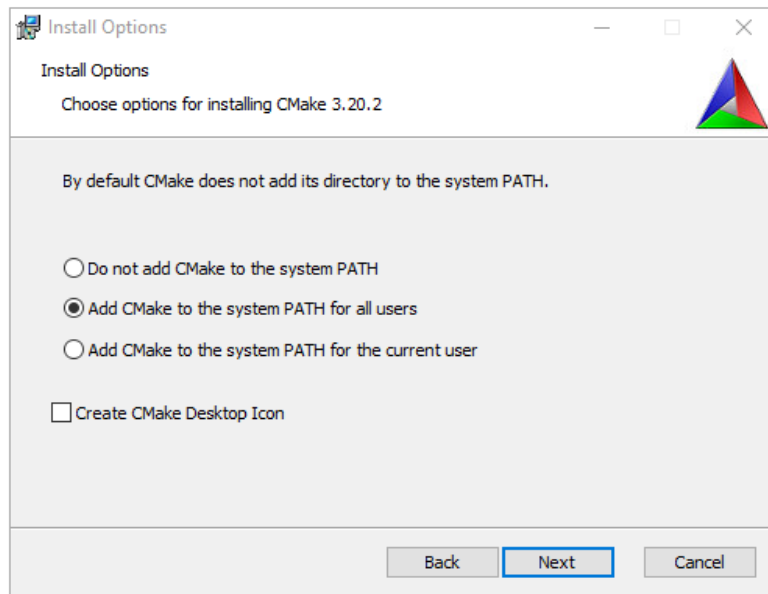 Install Options
Install Options
Choose options for installing CMake 3.20.2
By default CMake does not add its directory to the system PATH.
Do not add CMake to the system PATH
Add CMake to the system PATH for all users
Add CMake to the system PATH for the current user
Create CMake Desktop Icon
Back Next Cancel